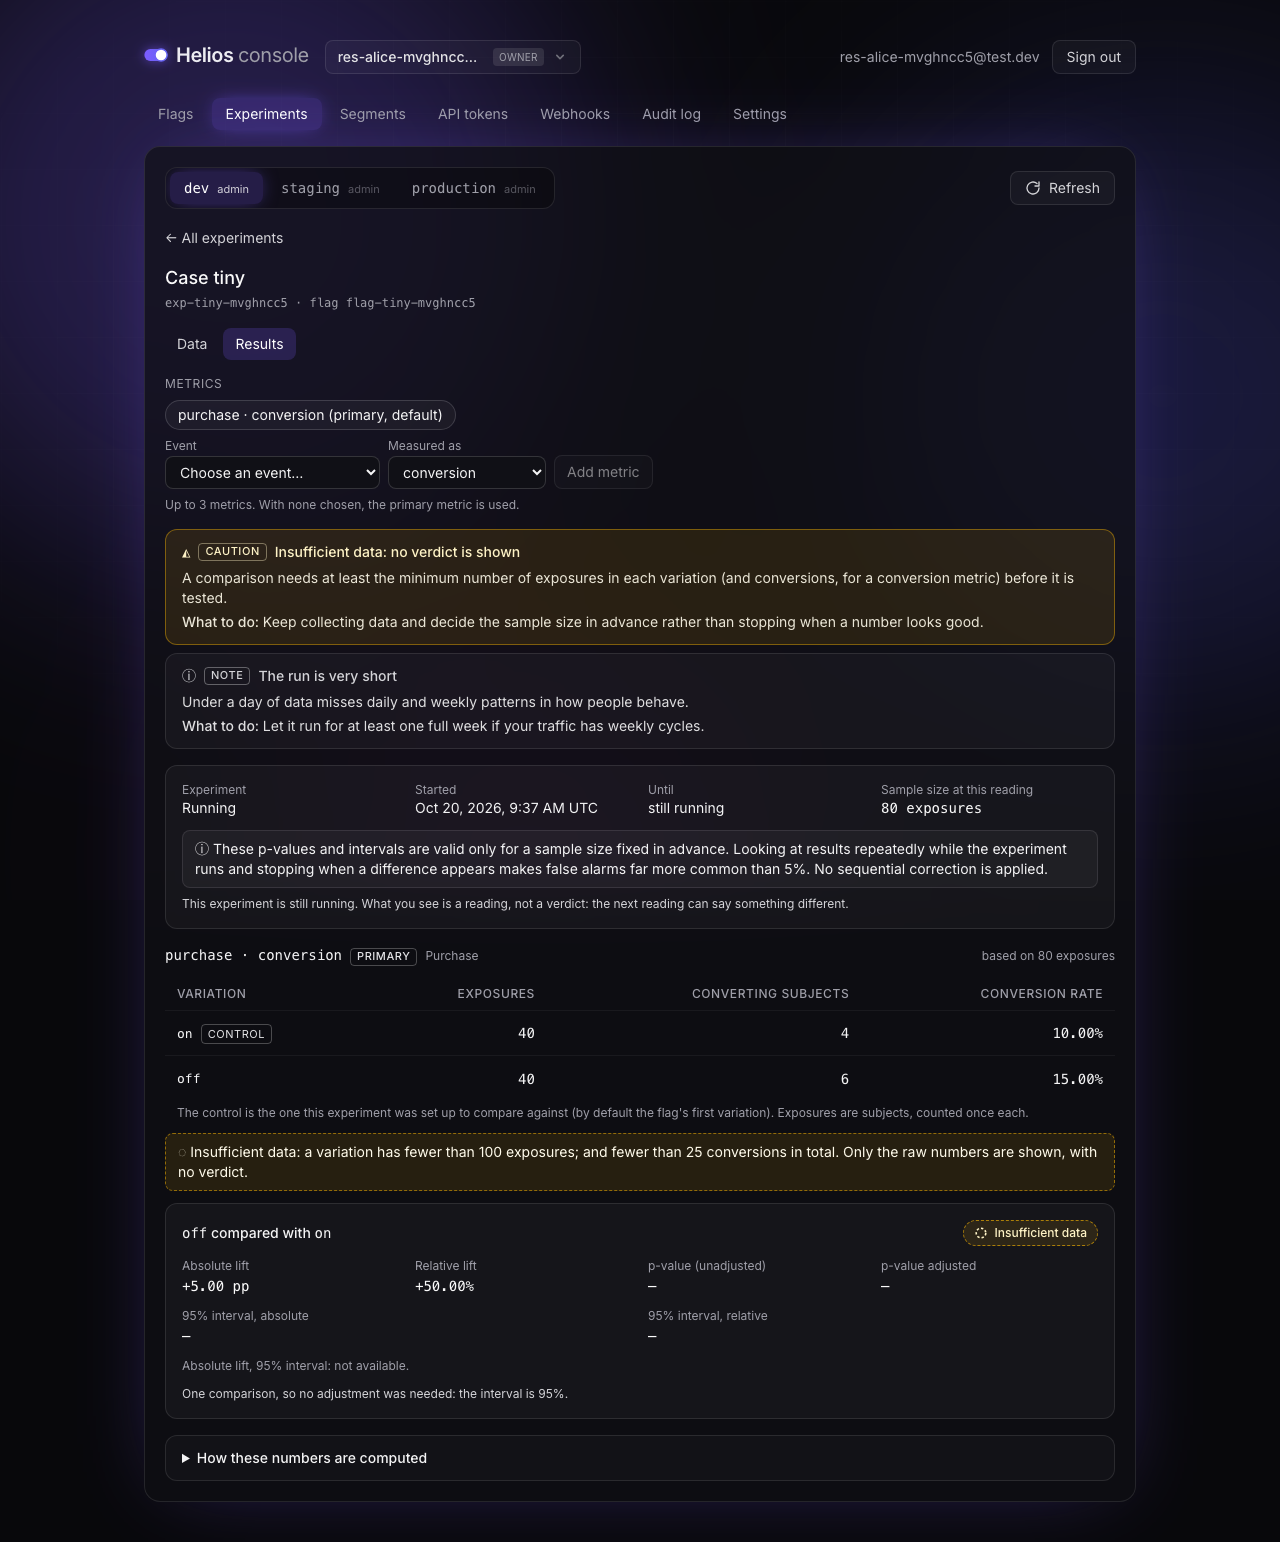 Helios console
res-alice-mvghncc... OWNER
res-alice-mvghncc5@test.dev
Sign out
Flags Experiments Segments API tokens Webhooks Audit log Settings
dev admin staging admin production admin
Refresh
← All experiments
Case tiny
exp-tiny-mvghncc5 · flag flag-tiny-mvghncc5
Data Results
METRICS
purchase · conversion (primary, default)
Event Measured as
Choose an event... conversion Add metric
Up to 3 metrics. With none chosen, the primary metric is used.
CAUTION Insufficient data: no verdict is shown
A comparison needs at least the minimum number of exposures in each variation (and conversions, for a conversion metric) before it is
tested.
What to do: Keep collecting data and decide the sample size in advance rather than stopping when a number looks good.
ⓘ NOTE The run is very short
Under a day of data misses daily and weekly patterns in how people behave.
What to do: Let it run for at least one full week if your traffic has weekly cycles.
Experiment Started Until Sample size at this reading
Running Oct 20, 2026, 9:37 AM UTC still running 80 exposures
ⓘ These p-values and intervals are valid only for a sample size fixed in advance. Looking at results repeatedly while the experiment
runs and stopping when a difference appears makes false alarms far more common than 5%. No sequential correction is applied.
This experiment is still running. What you see is a reading, not a verdict: the next reading can say something different.
purchase · conversion PRIMARY Purchase based on 80 exposures
VARIATION EXPOSURES CONVERTING SUBJECTS CONVERSION RATE
on CONTROL 40 4 10.00%
off 40 6 15.00%
The control is the one this experiment was set up to compare against (by default the flag's first variation). Exposures are subjects, counted once each.
◌ Insufficient data: a variation has fewer than 100 exposures; and fewer than 25 conversions in total. Only the raw numbers are shown, with
no verdict.
off compared with on Insufficient data
Absolute lift Relative lift p-value (unadjusted) p-value adjusted
+5.00 pp +50.00% — —
95% interval, absolute 95% interval, relative
— —
Absolute lift, 95% interval: not available.
One comparison, so no adjustment was needed: the interval is 95%.
▶ How these numbers are computed